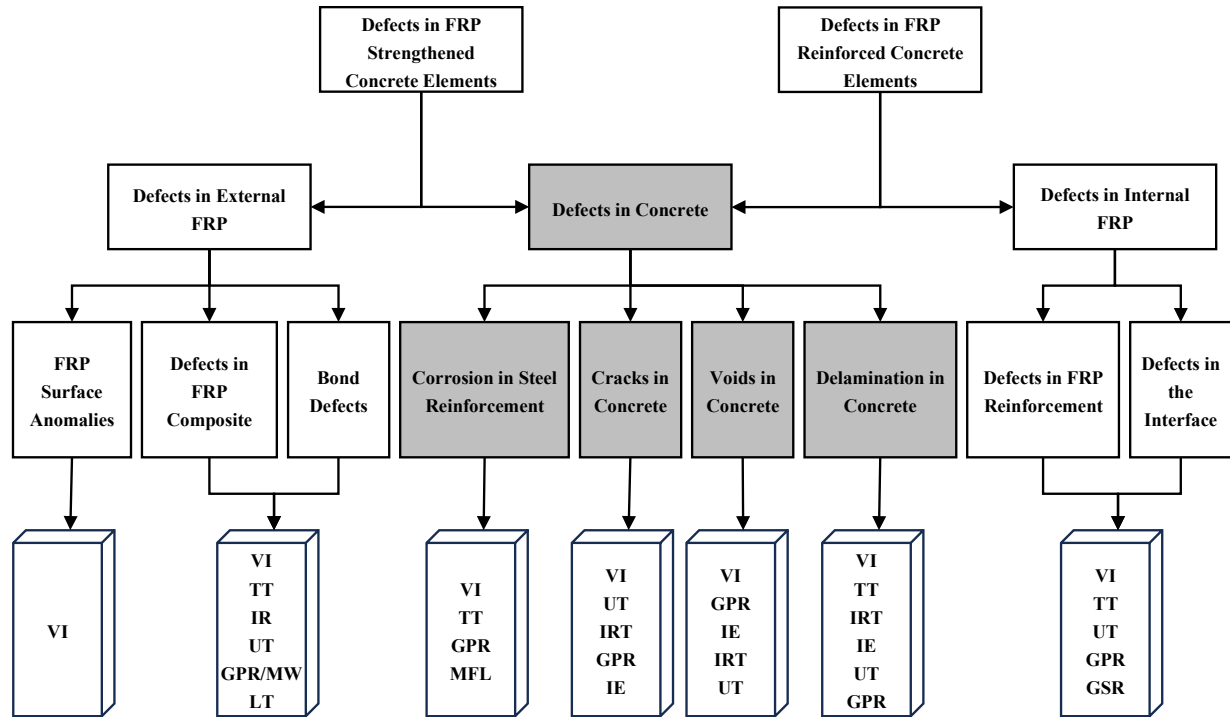 Defects in FRP
Strengthened
Concrete Elements
Defects in FRP
Reinforced Concrete
Elements
Defects in External
FRP
Defects in Concrete
Defects in Internal
FRP
FRP
Surface
Anomalies
Defects in
FRP
Composite
Bond
Defects
Corrosion in Steel
Reinforcement
Cracks in
Concrete
Voids in
Concrete
Delamination in
Concrete
Defects in FRP
Reinforcement
Defects in
the
Interface
VI
VI
TT
IR
UT
GPR/MW
LT
VI
TT
GPR
MFL
VI
UT
IRT
GPR
IE
VI
GPR
IE
IRT
UT
VI
TT
IRT
IE
UT
GPR
VI
TT
UT
GPR
GSR